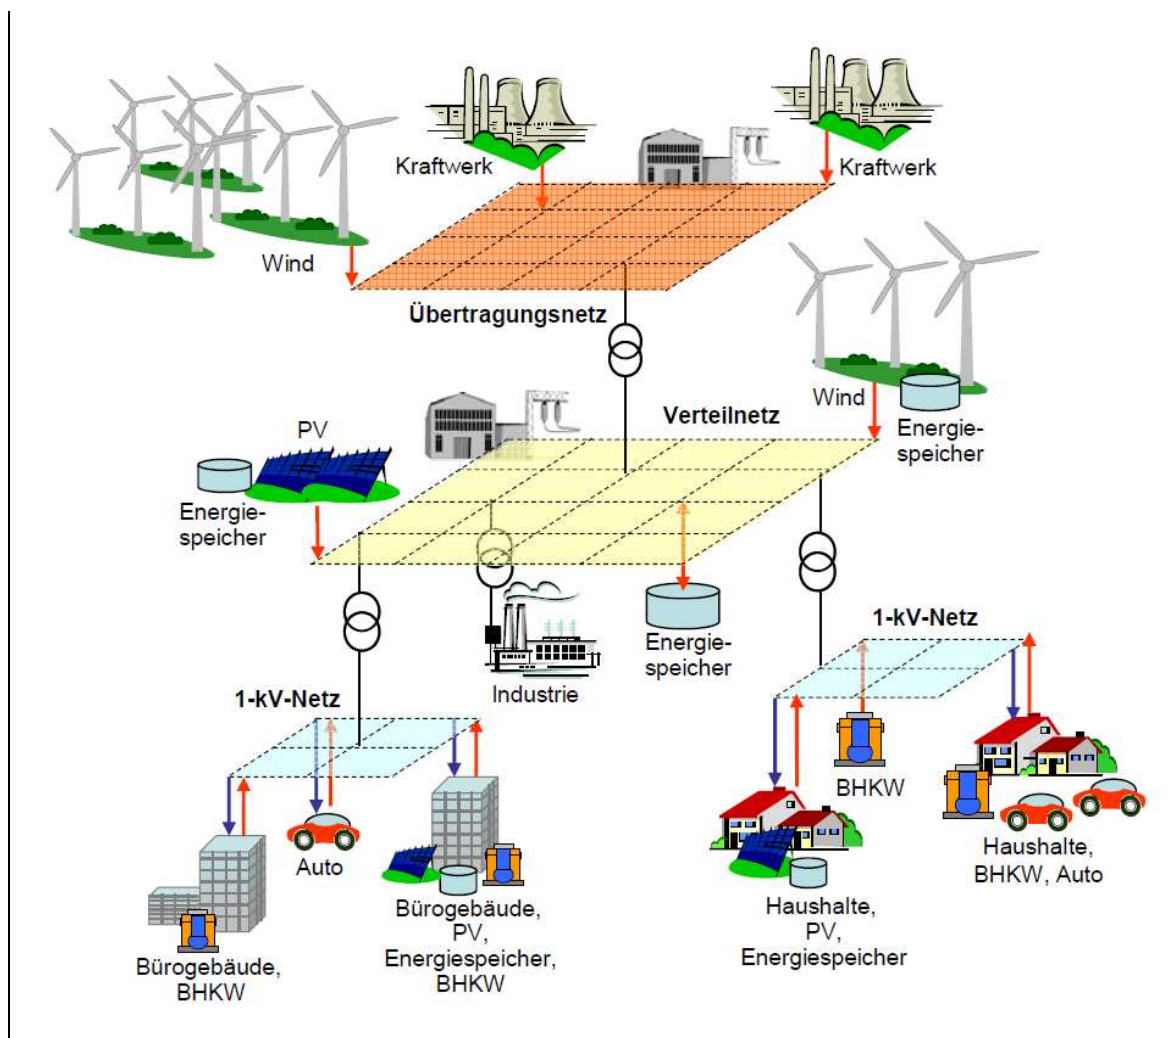 Kraftwerk
Kraftwerk
Wind
Übertragungsnetz
Wind
Verteilnetz
Energie-
speicher
PV
Energie-
speicher
Energie-
speicher
Industrie
1-kV-Netz
1-kV-Netz
BHKW
Auto
Haushalte,
BHKW, Auto
Bürogebäude,
PV,
Energiespeicher,
BHKW
Haushalte,
PV,
Energiespeicher
Bürogebäude,
BHKW